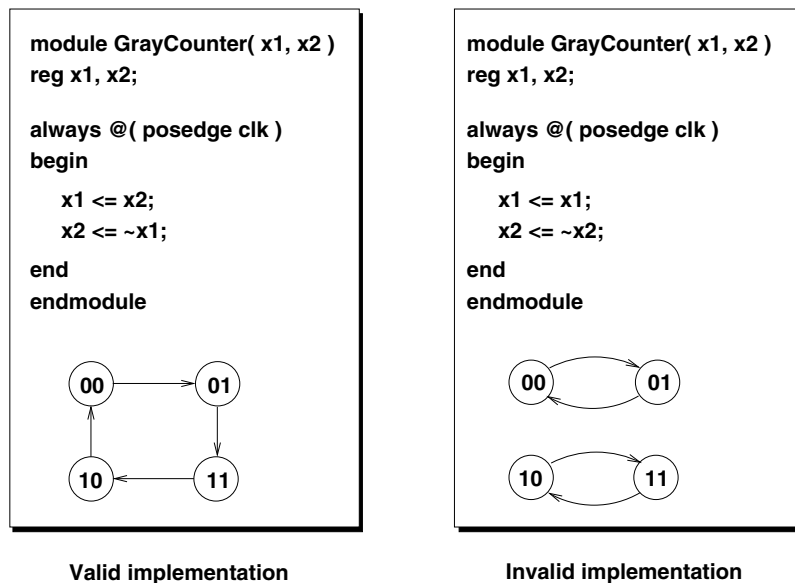 module GrayCounter( x1, x2 )
reg x1, x2;
always @( posedge clk )
begin
x1 <= x2;
x2 <= ~x1;
end
endmodule
00
01
10
11
Valid implementation
module GrayCounter( x1, x2 )
reg x1, x2;
always @( posedge clk )
begin
x1 <= x1;
x2 <= ~x2;
end
endmodule
00
01
10
11
Invalid implementation